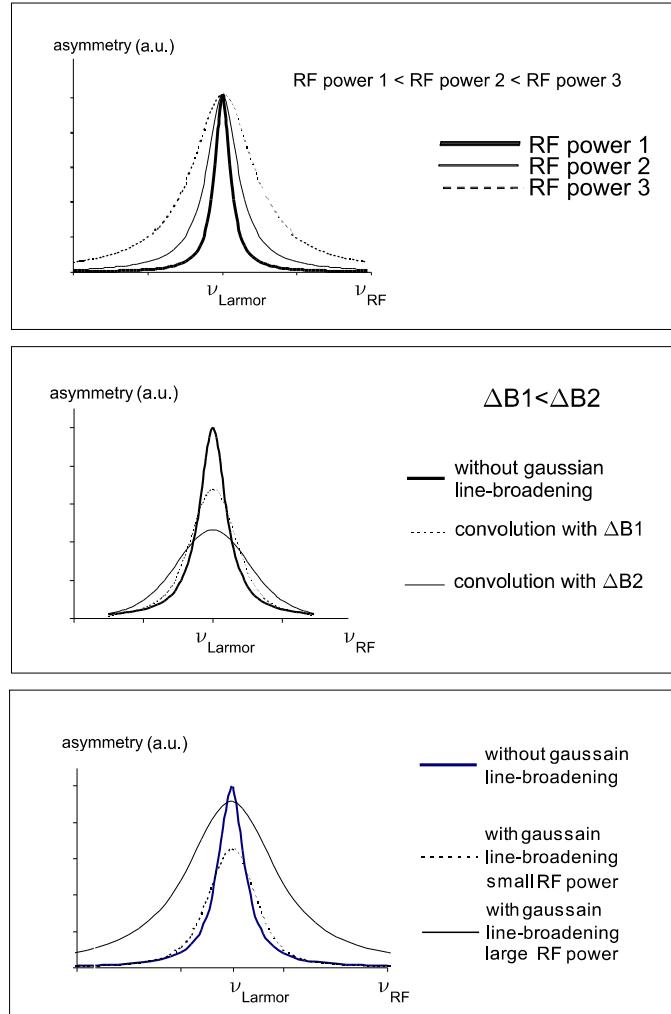 asymmetry (a.u.)
RF power 1 < RF power 2 < RF power 3
RF power 1
RF power 2
RF power 3
νLarmor
νRF
asymmetry (a.u.)
ΔB1<ΔB2
without gaussian
line-broadening
convolution with ΔB1
convolution with ΔB2
νLarmor
νRF
asymmetry (a.u.)
without gaussain
line-broadening
with gaussain
line-broadening
small RF power
with gaussain
line-broadening
large RF power
νLarmor
νRF